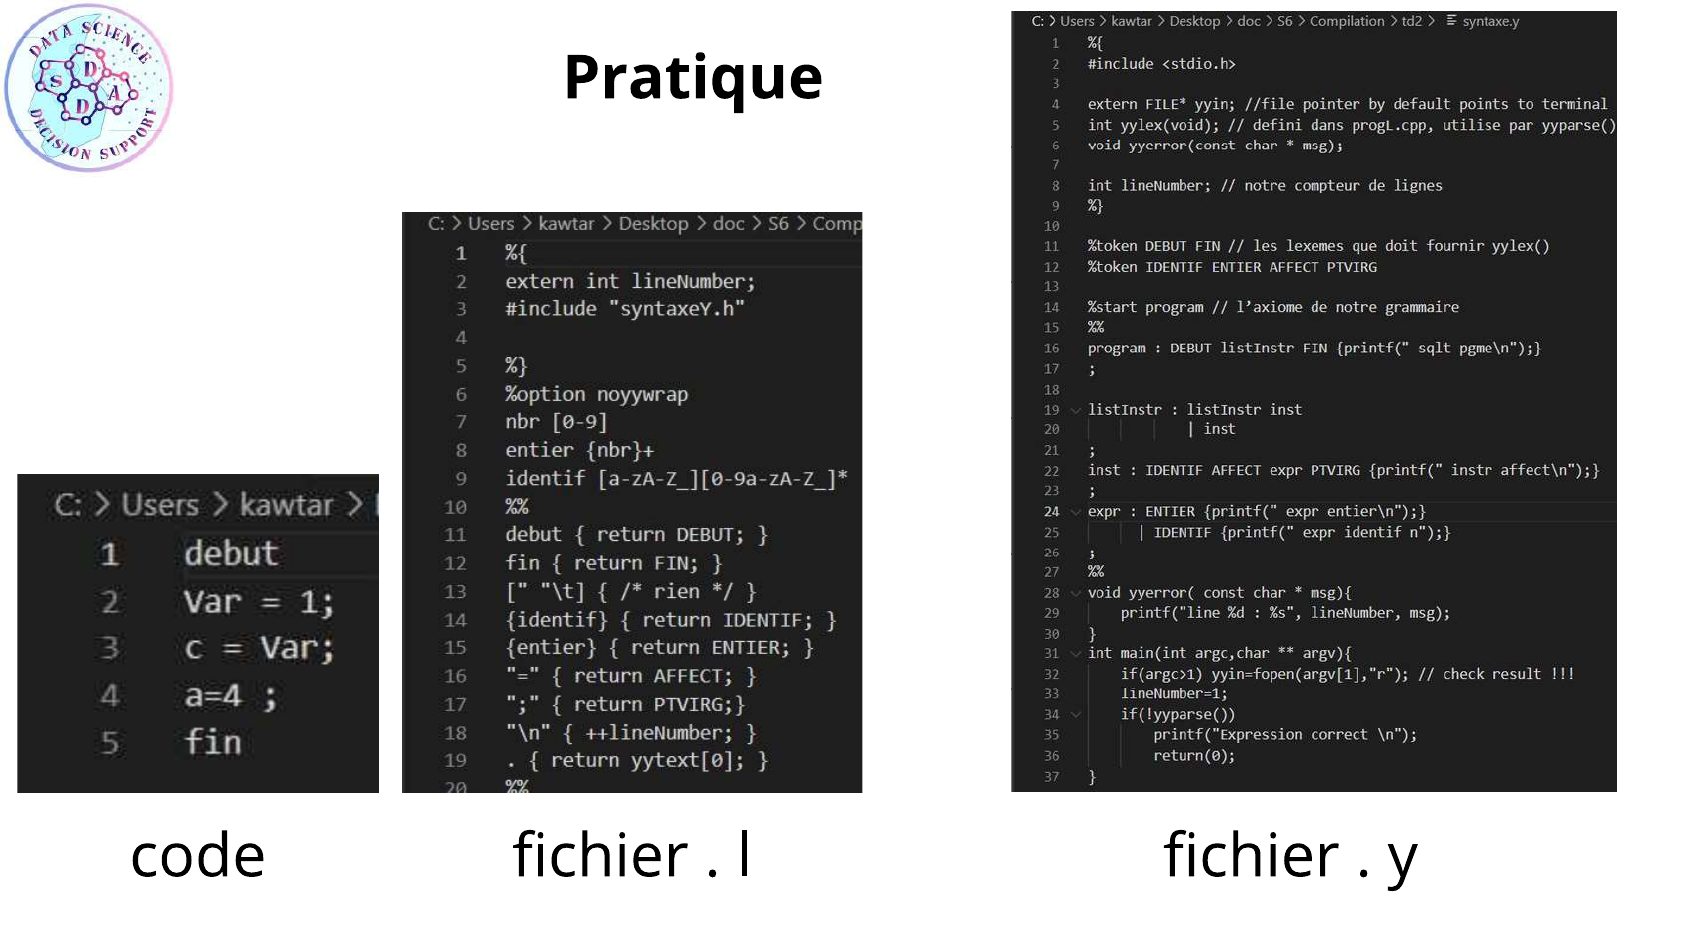 DATA SCIENCE
S D D A
DECISION SUPPORT
Pratique
C: > Users > kawtar >
1 debut
2 Var = 1;
3 c = Var;
4 a=4 ;
5 fin
code
C: > Users > kawtar > Desktop > doc > S6 > Comp
1 %{
2 extern int lineNumber;
3 #include "syntaxeY.h"
4
5 %}
6 %option noyywrap
7 nbr [0-9]
8 entier {nbr}+
9 identif [a-zA-Z_][0-9a-zA-Z_]*
10 %%
11 debut { return DEBUT; }
12 fin { return FIN; }
13 [" "\t] { /* rien */ }
14 {identif} { return IDENTIF; }
15 {entier} { return ENTIER; }
16 "=" { return AFFECT; }
17 ";" { return PTVIRG;}
18 "\n" { ++lineNumber; }
19 . { return yytext[0]; }
20 %%
fichier . l
C: > Users > kawtar > Desktop > doc > S6 > Compilation > td2 > syntaxe.y
1 %{
2 #include <stdio.h>
3
4 extern FILE* yyin; //file pointer by default points to terminal
5 int yylex(void); // defini dans progL.cpp, utilise par yyparse()
6 void yyerror(const char * msg);
7
8 int lineNumber; // notre compteur de lignes
9 %}
10
11 %token DEBUT FIN // les lexemes que doit fournir yylex()
12 %token IDENTIF ENTIER AFFECT PTVIRG
13
14 %start program // l'axiome de notre grammaire
15 %%
16 program : DEBUT listInstr FIN {printf(" sqlt pgme\n");}
17 ;
18
19 listInstr : listInstr inst
20 | inst
21 ;
22 inst : IDENTIF AFFECT expr PTVIRG {printf(" instr affect\n");}
23 ;
24 expr : ENTIER {printf(" expr entier\n");}
25 | IDENTIF {printf(" expr identif n");}
26 ;
27 %%
28 void yyerror( const char * msg){
29 printf("line %d : %s", lineNumber, msg);
30 }
31 int main(int argc,char ** argv){
32 if(argc>1) yyin=fopen(argv[1],"r"); // check result !!!
33 lineNumber=1;
34 if(!yyparse())
35 printf("Expression correct \n");
36 return(0);
37 }
fichier . y